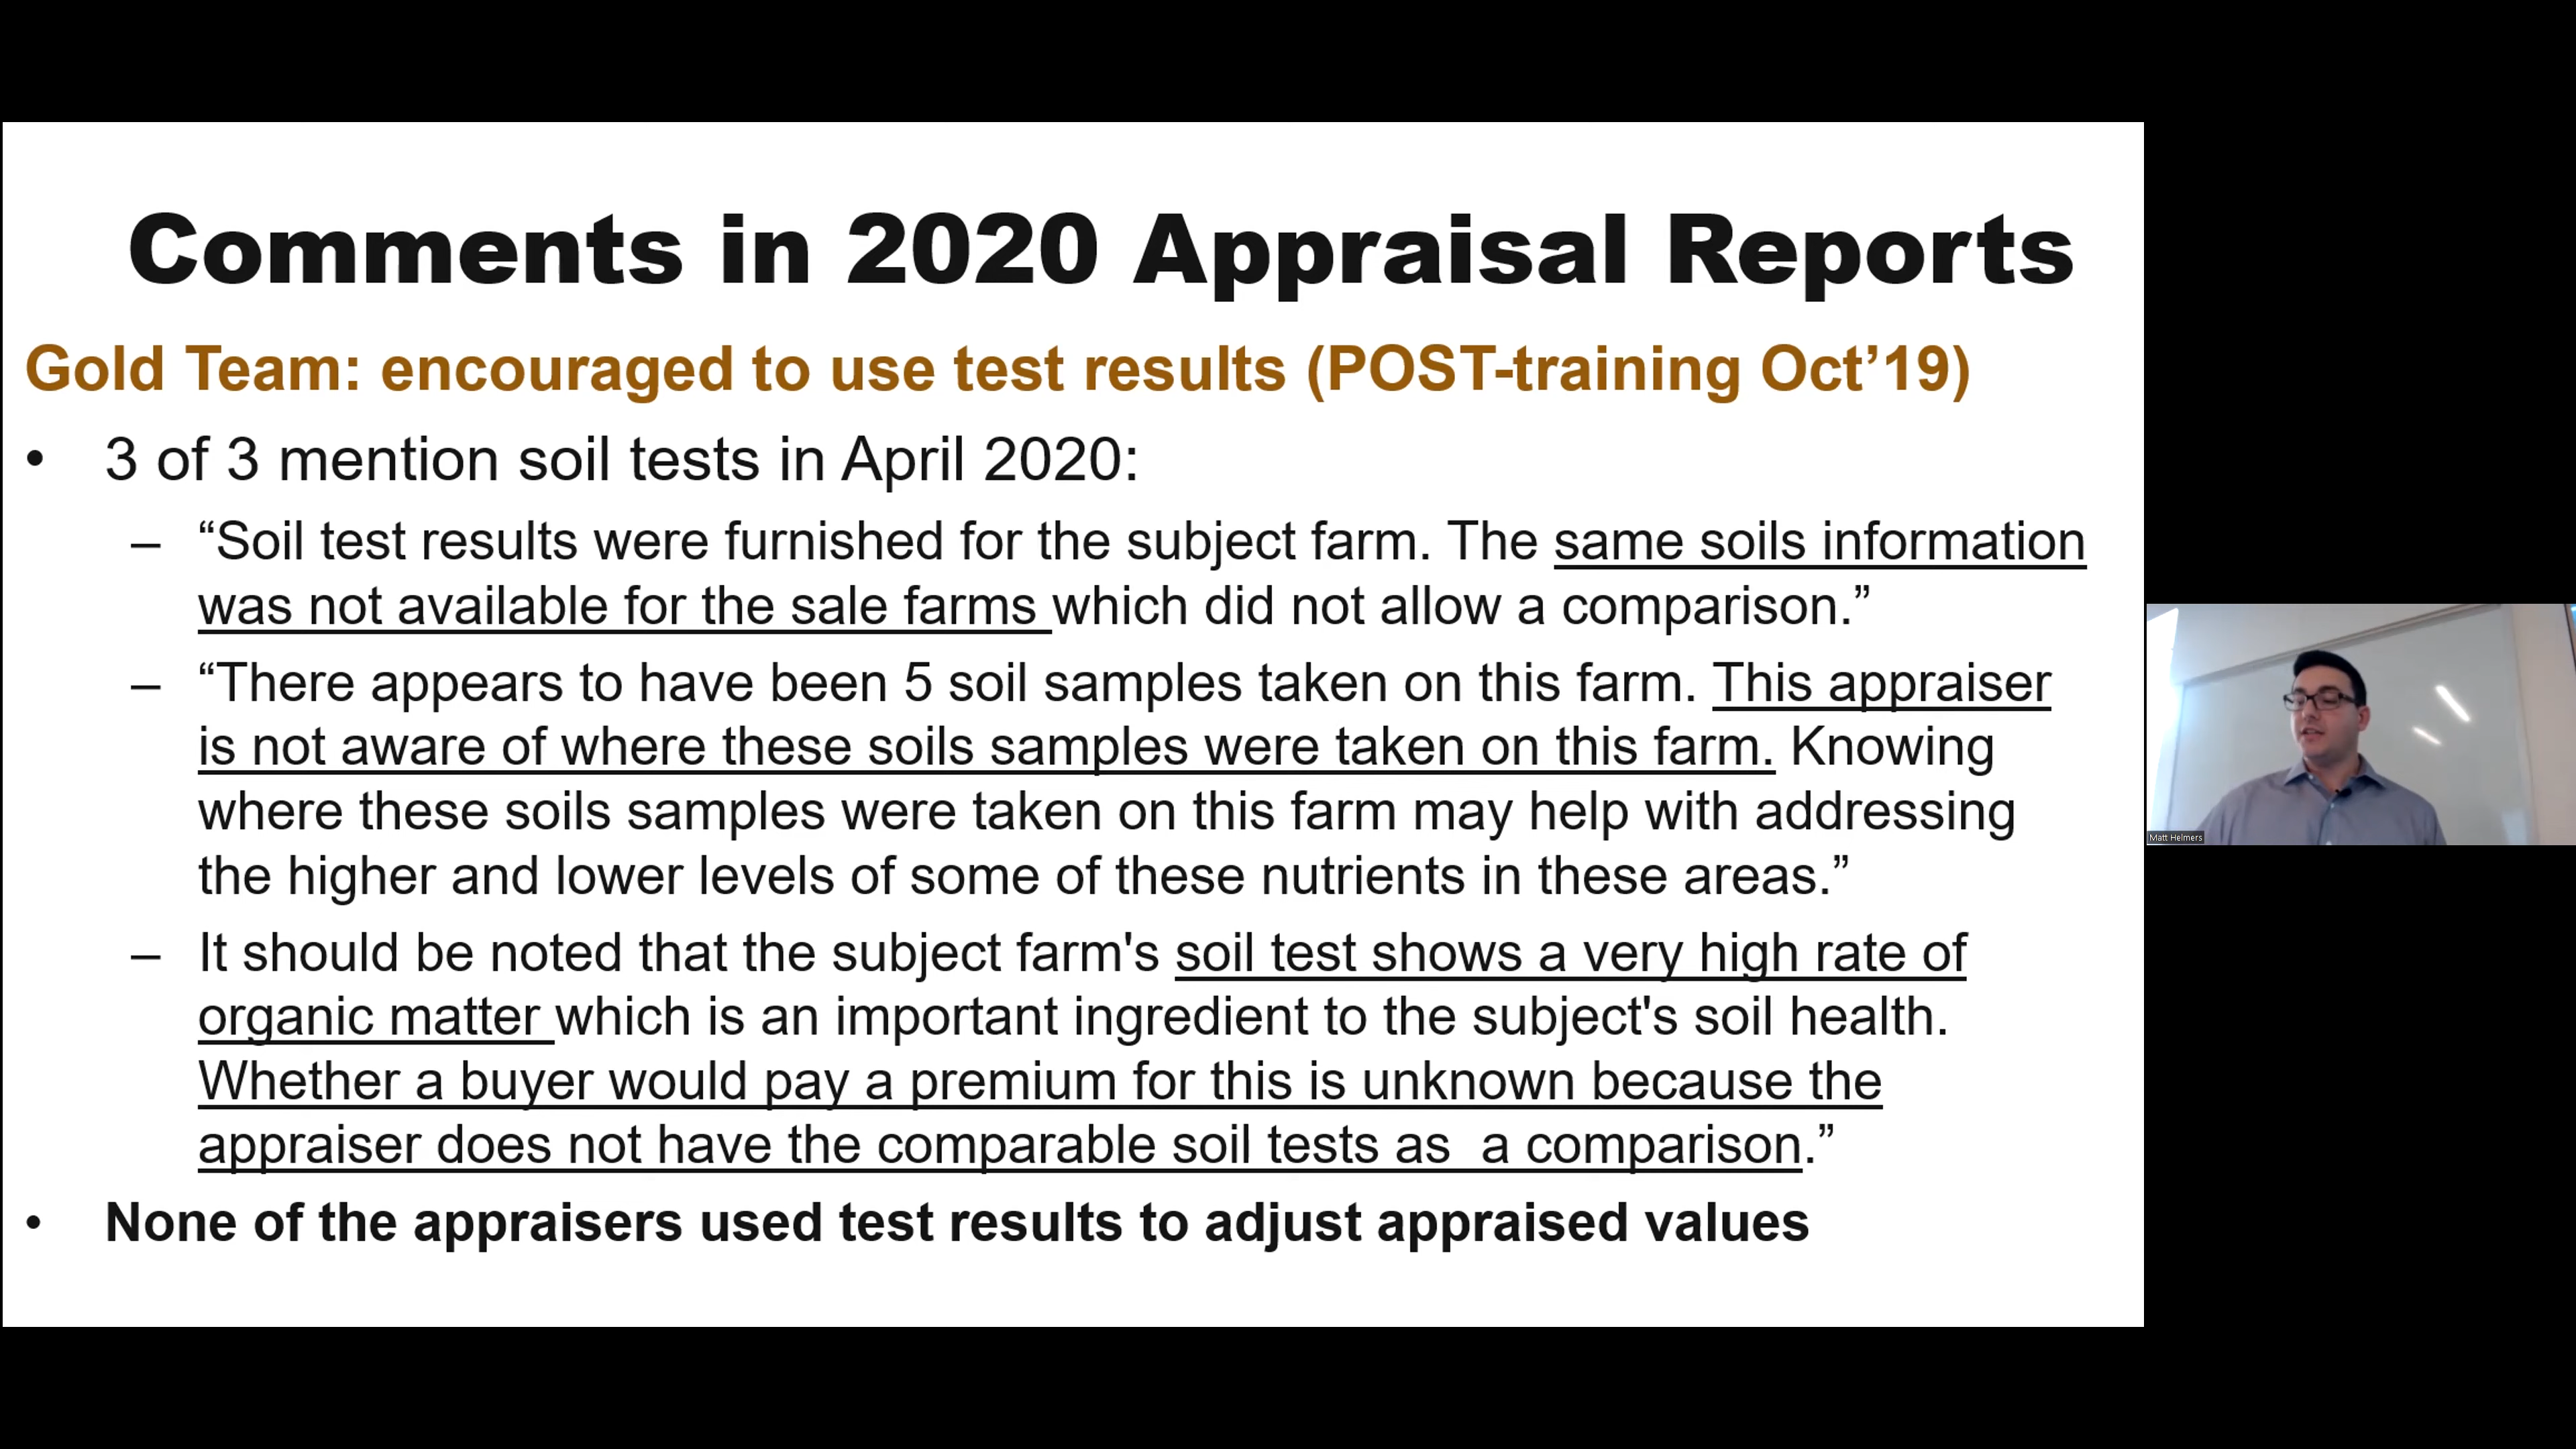 Comments in 2020 Appraisal Reports
Gold Team: encouraged to use test results (POST-training Oct’19)
• 3 of 3 mention soil tests in April 2020:
– “Soil test results were furnished for the subject farm. The same soils information
was not available for the sale farms which did not allow a comparison.”
– “There appears to have been 5 soil samples taken on this farm. This appraiser
is not aware of where these soils samples were taken on this farm. Knowing
where these soils samples were taken on this farm may help with addressing
the higher and lower levels of some of these nutrients in these areas.”
– It should be noted that the subject farm's soil test shows a very high rate of
organic matter which is an important ingredient to the subject's soil health.
Whether a buyer would pay a premium for this is unknown because the
appraiser does not have the comparable soil tests as  a comparison.”
• None of the appraisers used test results to adjust appraised values
Matt Helmers